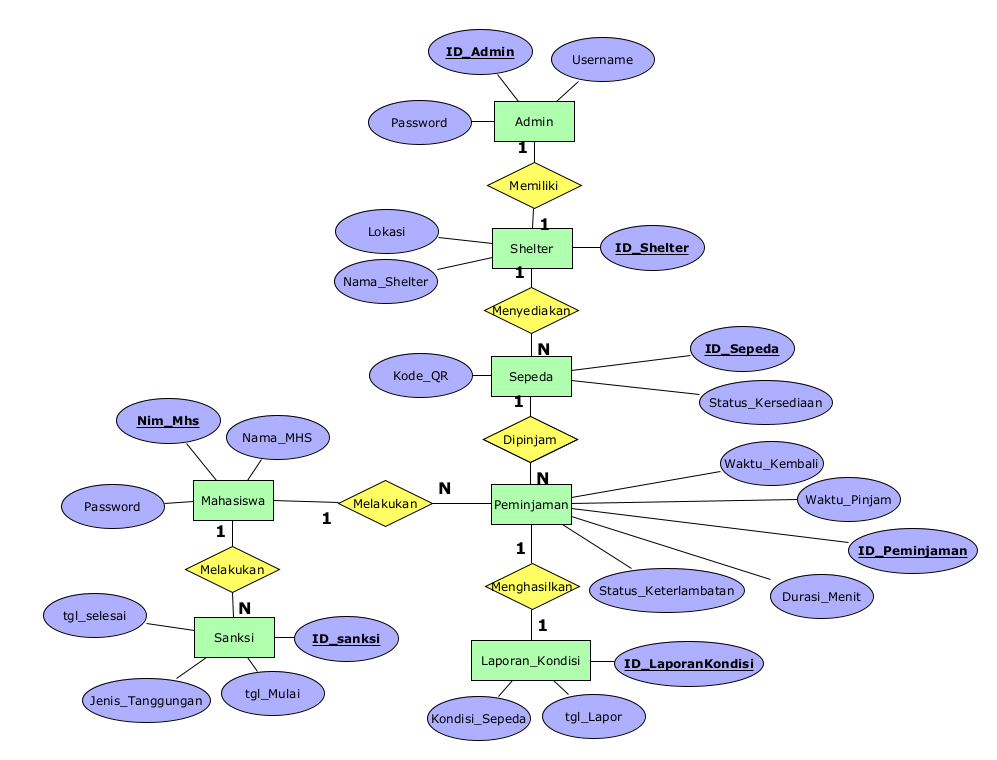 ID_Admin
Username
Password
Admin
1
Memiliki
1
Lokasi
Shelter
ID_Shelter
Nama_Shelter
1
Menyediakan
N
ID_Sepeda
Kode_QR
Sepeda
Status_Kersediaan
1
Nim_Mhs
Nama_MHS
Dipinjam
Waktu_Kembali
N
N
Mahasiswa
Melakukan
Peminjaman
Waktu_Pinjam
Password
1
1
1
ID_Peminjaman
Melakukan
Menghasilkan
Status_Keterlambatan
Durasi_Menit
N
tgl_selesai
1
Sanksi
ID_sanksi
Laporan_Kondisi
ID_LaporanKondisi
Jenis_Tanggungan
tgl_Mulai
Kondisi_Sepeda
tgl_Lapor